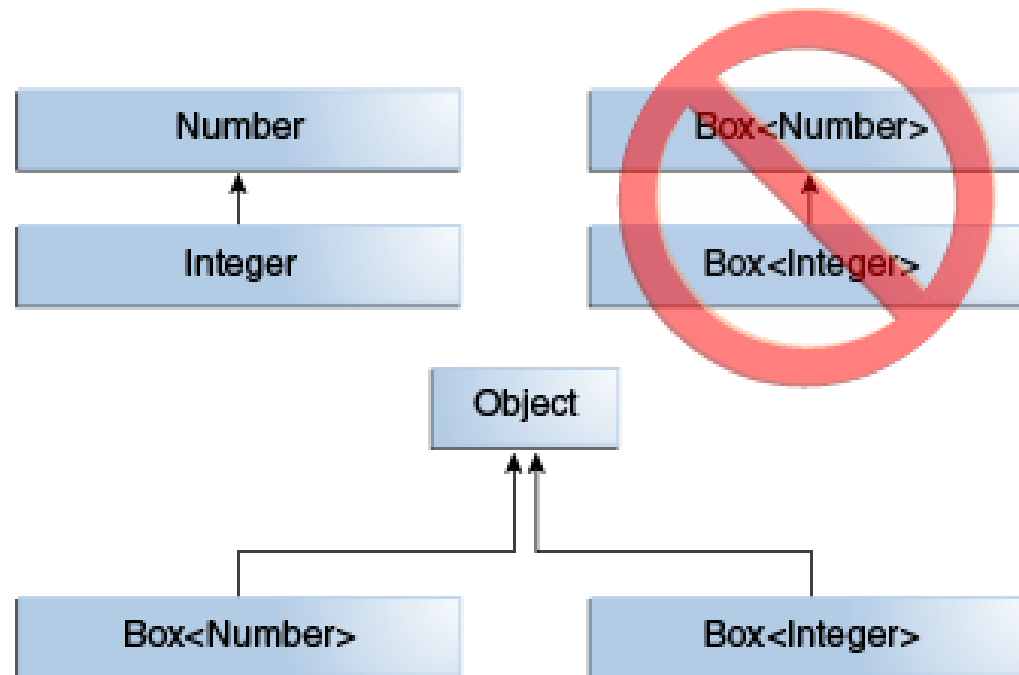 Number
Box<Number>
Integer
Box<Integer>
Object
Box<Number>
Box<Integer>